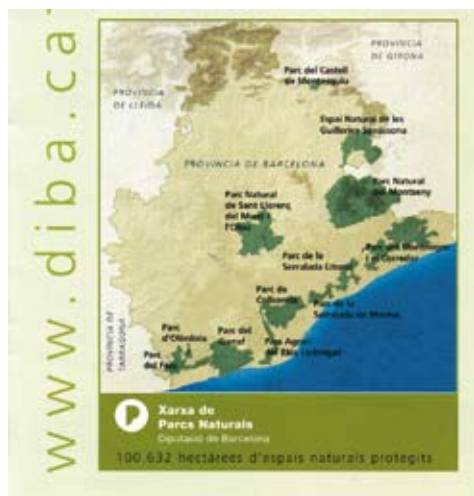 www.diba.ca
PROVINCIA
DE GIRONA
Parc del Castell
de Montesquiu
PROVINCIA
DE LLEIDA
Espai Natural de les
Guilleries Savassona
PROVINCIA DE BARCELONA
Parc Natural
del Montseny
Parc Natural
de Sant Llorenç
del Munt i
l'Obac
Parc del Montnegre
i el Corredor
Parc de la
Serralada Litoral
Parc de
Collserola
Parc de la
Serralada de Marina
PROVINCIA DE
TARRAGONA
Parc
d'Olèrdola
Parc del
Garraf
Parc Agrari
del Baix Llobregat
Parc
del Foix
Xarxa de
Parcs Naturals
Diputació de Barcelona
100.632 hectàrees d'espais naturals protegits